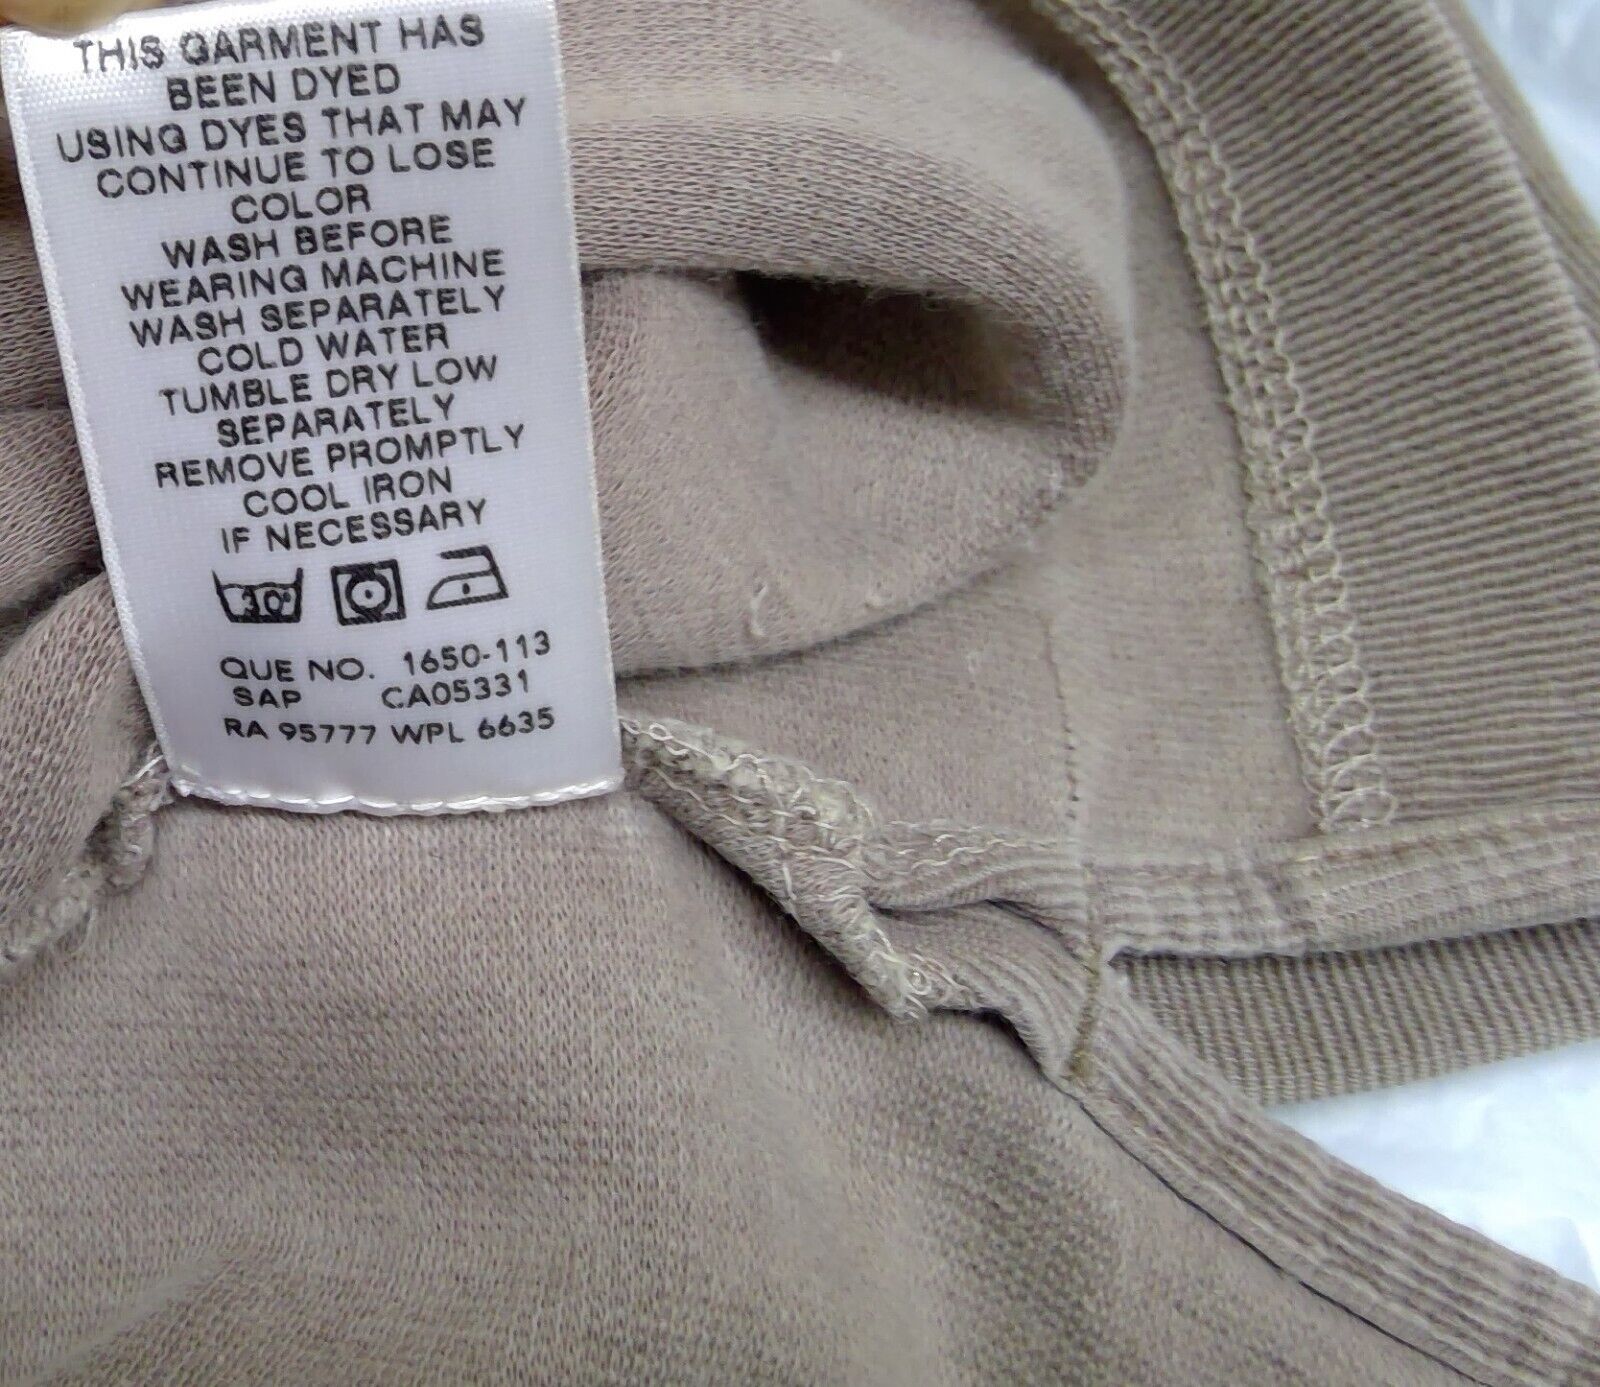 THIS GARMENT HAS
BEEN DYED
USING DYES THAT MAY
CONTINUE TO LOSE
COLOR
WASH BEFORE
WEARING MACHINE
WASH SEPARATELY
COLD WATER
TUMBLE DRY LOW
SEPARATELY
REMOVE PROMPTLY
COOL IRON
IF NECESSARY
30°
QUE NO. 1650-113
SAP CA05331
RA 95777 WPL 6635